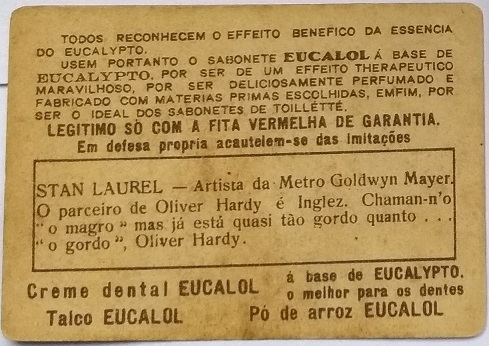 TODOS RECONHECEM O EFFEITO BENEFICO DA ESSENCIA
DO EUCALYPTO.
USEM PORTANTO O SABONETE EUCALOL Á BASE DE
EUCALYPTO, POR SER DE UM EFFEITO THERAPEUTICO
MARAVILHOSO, POR SER DELICIOSAMENTE PERFUMADO E
FABRICADO COM MATERIAS PRIMAS ESCOLHIDAS, EMFIM, POR
SER O IDEAL DOS SABONETES DE TOILLÉTTÉ.
LEGITIMO SÓ COM A FITA VERMELHA DE GARANTIA.
Em defesa propria acautelem-se das imitações
STAN LAUREL — Artista da Metro Goldwyn Mayer.
O parceiro de Oliver Hardy é Inglez. Chaman-n'o
"o magro" mas já está quasi tão gordo quanto . . .
"o gordo", Oliver Hardy.
Creme dental EUCALOL á base de EUCALYPTO.
o melhor para os dentes
Talco EUCALOL Pó de arroz EUCALOL